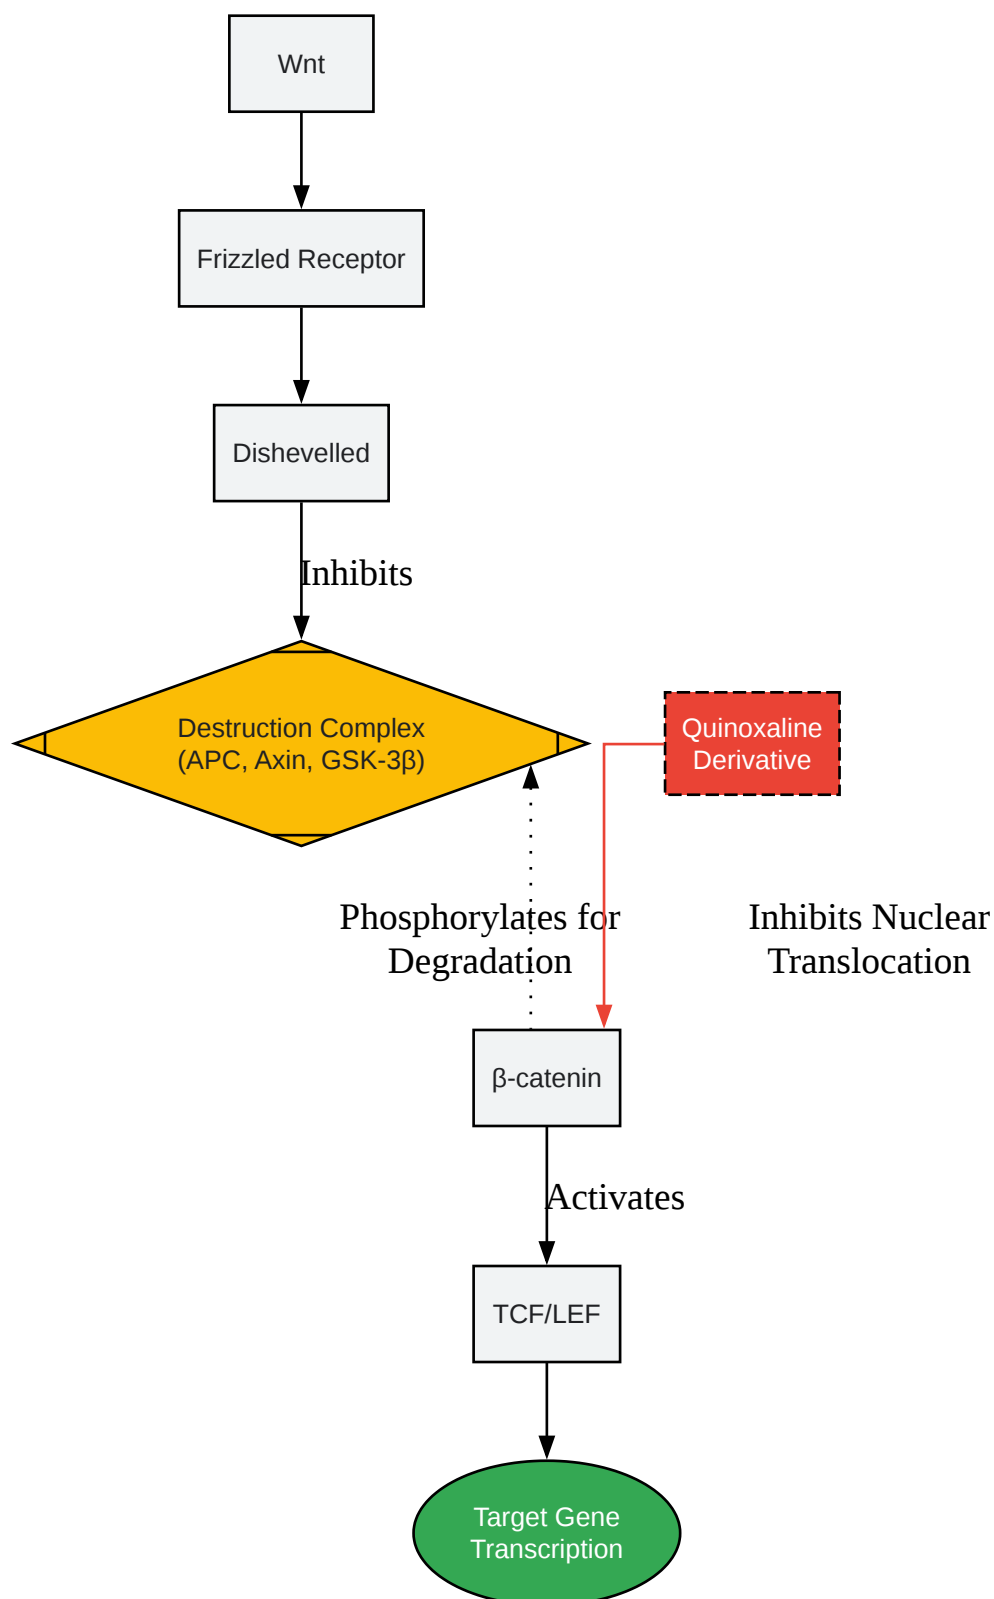 Wnt
Frizzled Receptor
Dishevelled
Inhibits
Destruction Complex
(APC, Axin, GSK-3β)
Quinoxaline
Derivative
Phosphorylates for
Degradation
Inhibits Nuclear
Translocation
β-catenin
Activates
TCF/LEF
Target Gene
Transcription